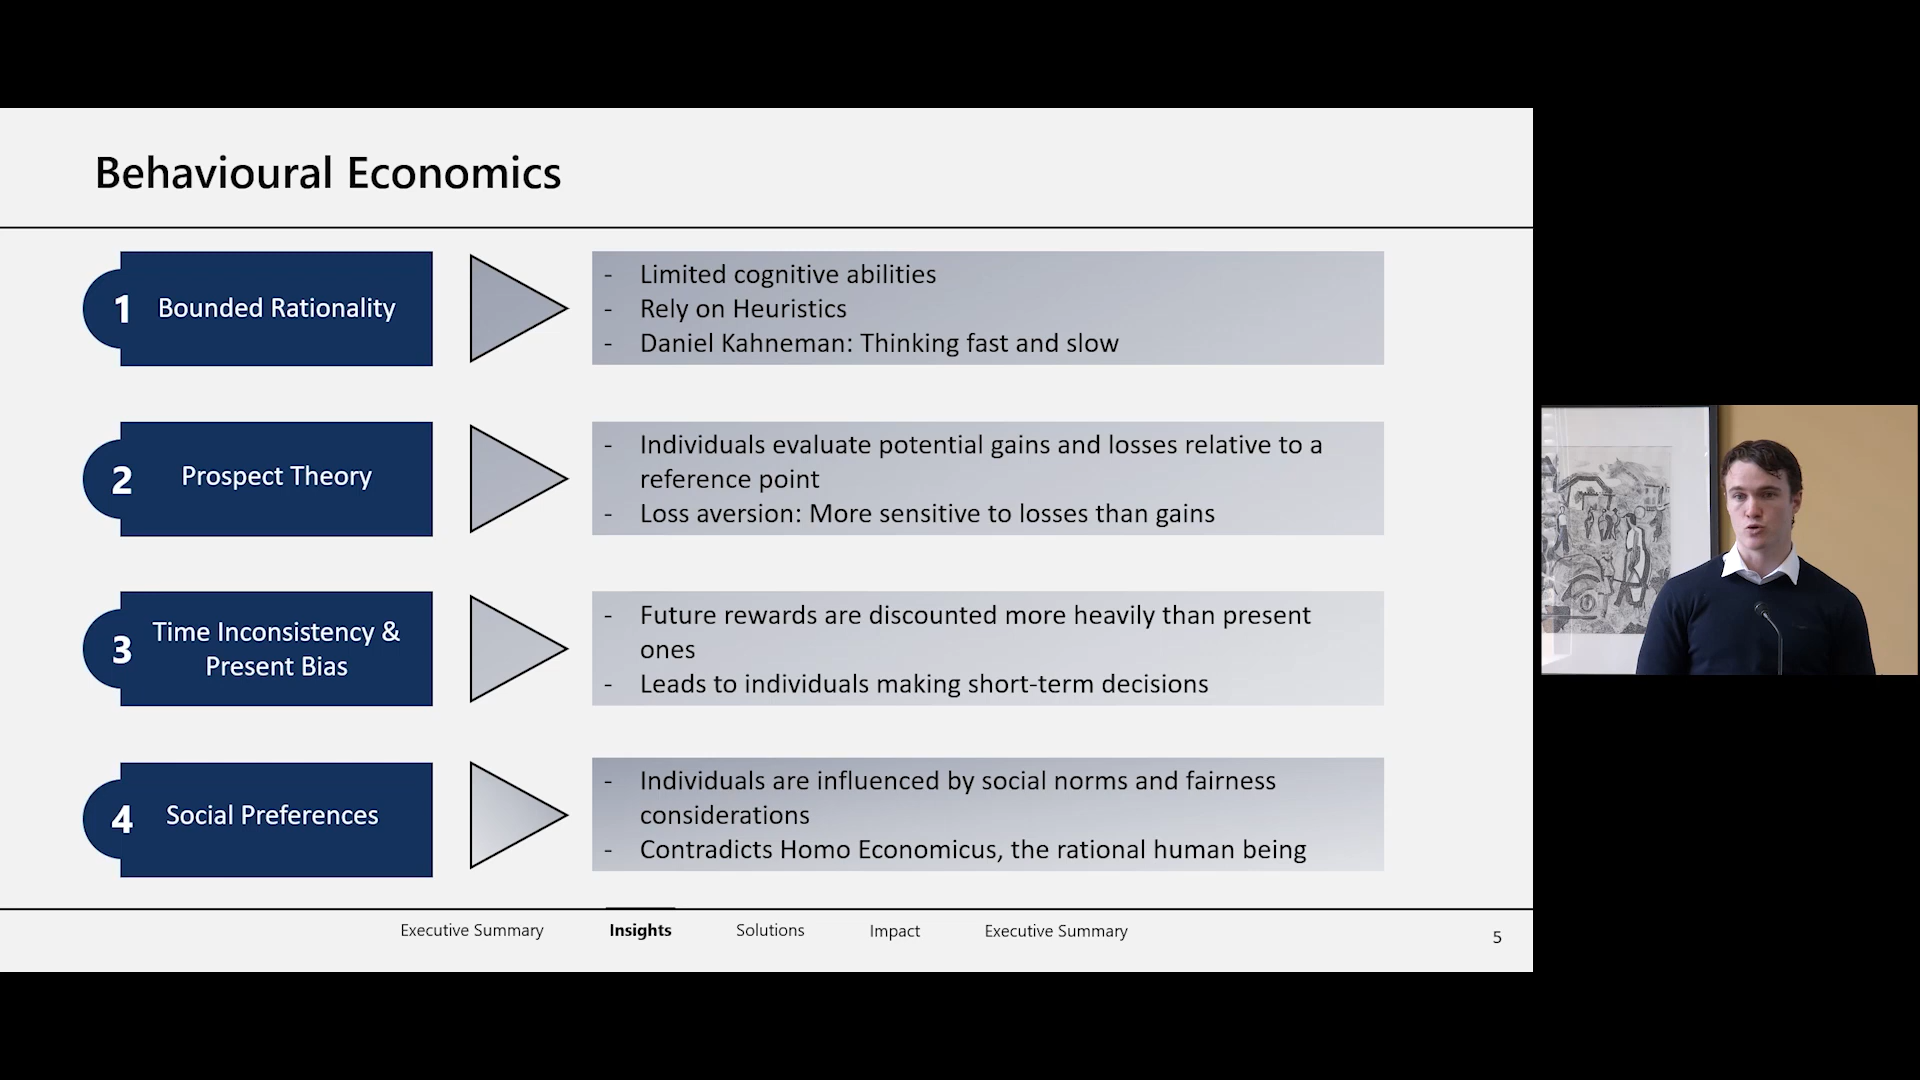 Behavioural Economics
1 Bounded Rationality
- Limited cognitive abilities
- Rely on Heuristics
- Daniel Kahneman: Thinking fast and slow
2 Prospect Theory
- Individuals evaluate potential gains and losses relative to a
reference point
- Loss aversion: More sensitive to losses than gains
3 Time Inconsistency &
Present Bias
- Future rewards are discounted more heavily than present
ones
- Leads to individuals making short-term decisions
4 Social Preferences
- Individuals are influenced by social norms and fairness
considerations
- Contradicts Homo Economicus, the rational human being
Executive Summary Insights Solutions Impact Executive Summary
5